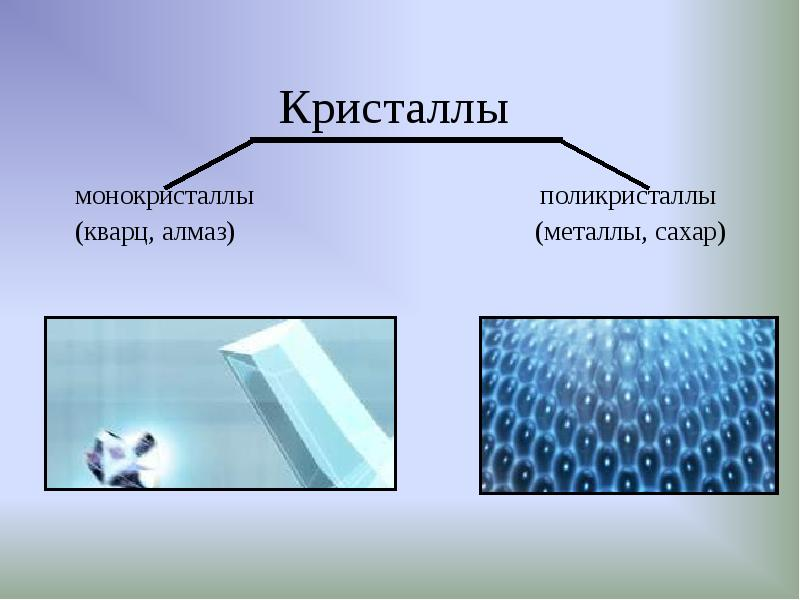 Кристаллы
монокристаллы
(кварц, алмаз)
поликристаллы
(металлы, сахар)